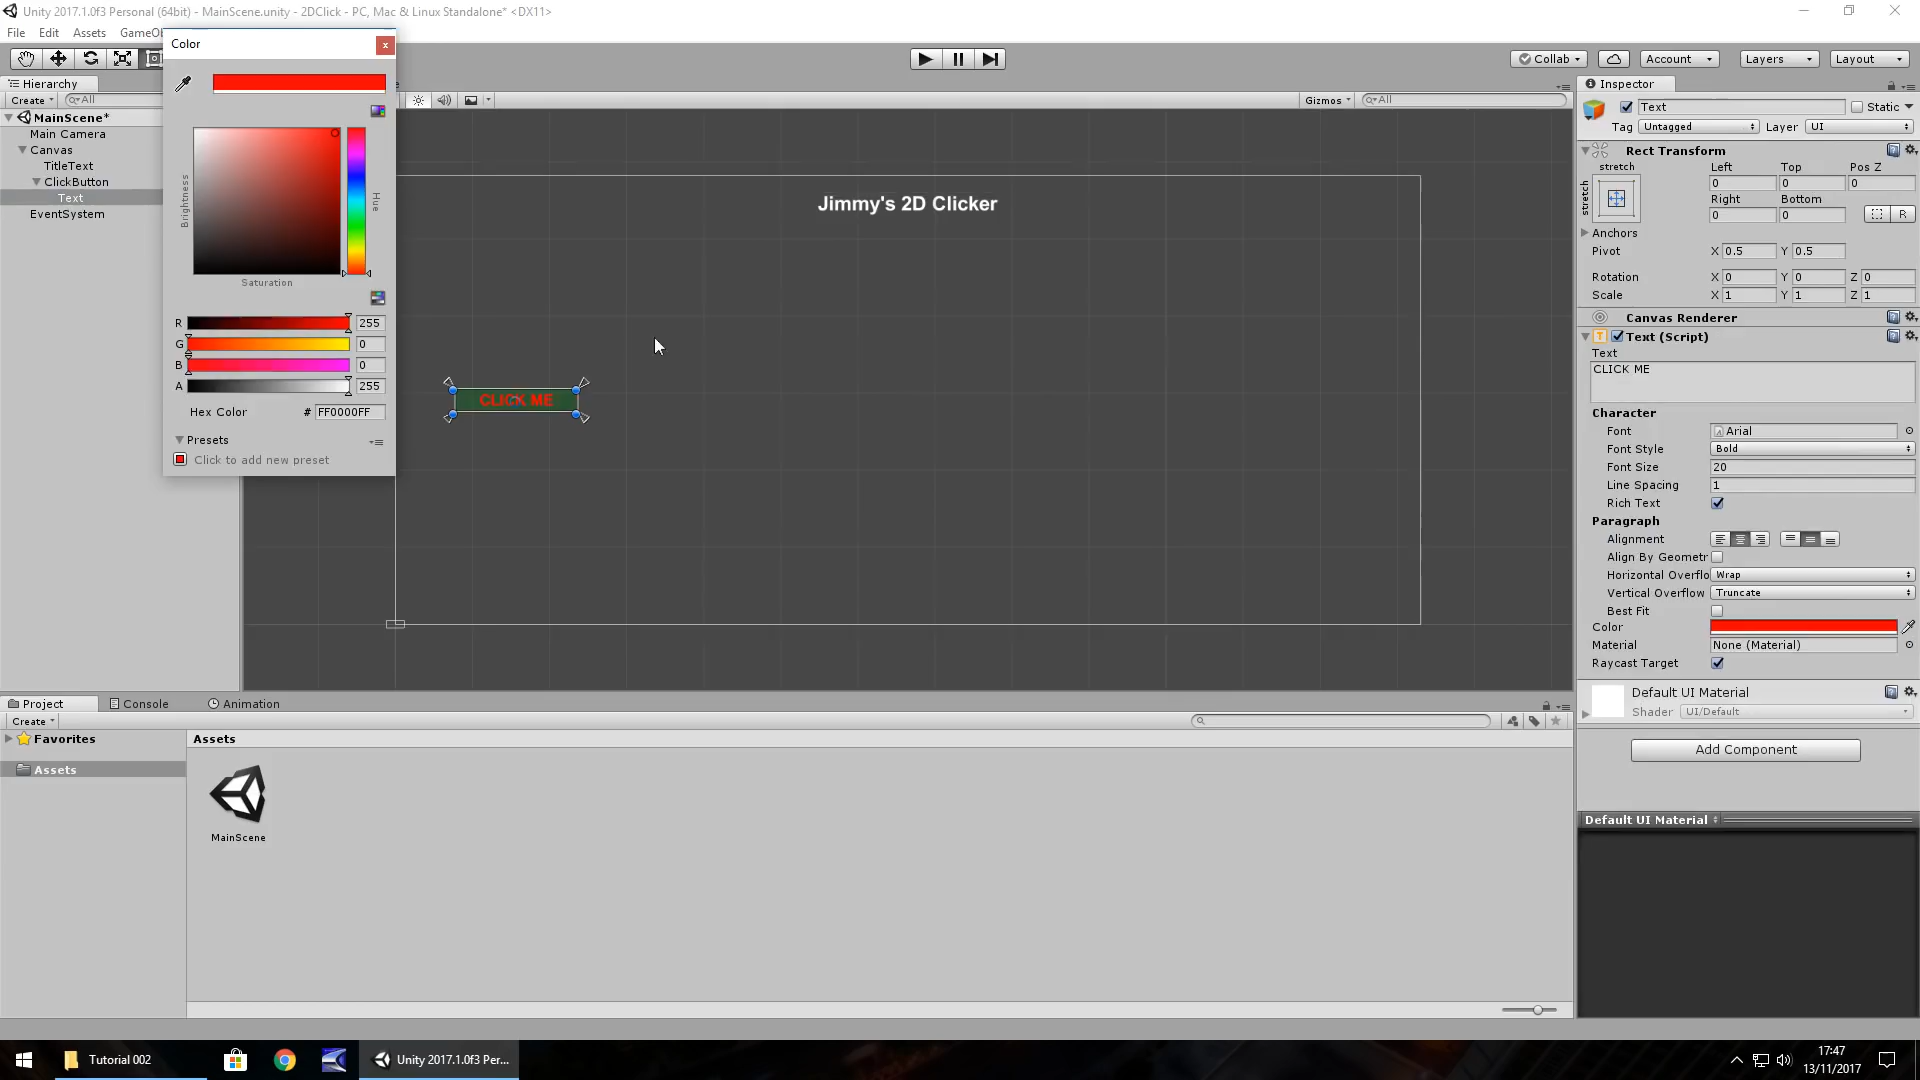 Unity 2017.1.0f3 Personal (64bit) - MainScene.unity - 2DClick - PC, Mac & Linux Standalone* <DX11>
File Edit Assets GameOb
Color
Collab Account Layers Layout
Hierarchy
Create All
MainScene*
Main Camera
Canvas
TitleText
ClickButton
Text
EventSystem
Brightness
Hue
Saturation
R 255
G 0
B 0
A 255
Hex Color # FF0000FF
Presets
Click to add new preset
Gizmos All
Jimmy's 2D Clicker
CLICK ME
Inspector
Text Static
Tag Untagged Layer UI
Rect Transform
stretch
stretch
Left Top Pos Z
0 0 0
Right Bottom
0 0 R
Anchors
Pivot X 0.5 Y 0.5
Rotation X 0 Y 0 Z 0
Scale X 1 Y 1 Z 1
Canvas Renderer
Text (Script)
Text
CLICK ME
Character
Font Arial
Font Style Bold
Font Size 20
Line Spacing 1
Rich Text
Paragraph
Alignment
Align By Geometr
Horizontal Overflo Wrap
Vertical Overflow Truncate
Best Fit
Color
Material None (Material)
Raycast Target
Default UI Material
Shader UI/Default
Add Component
Default UI Material
Project Console Animation
Create
Favorites
Assets
Assets
MainScene
Tutorial 002
Unity 2017.1.0f3 Per...
17:47
13/11/2017